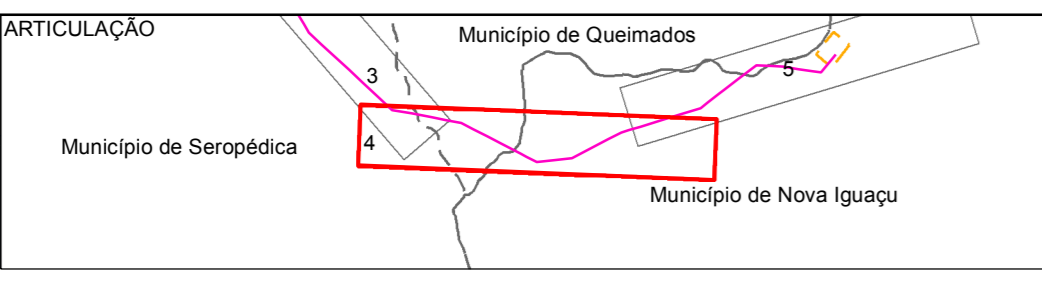 ARTICULAÇÃO
Município de Queimados
3
5
4
Município de Seropédica
Município de Nova Iguaçu